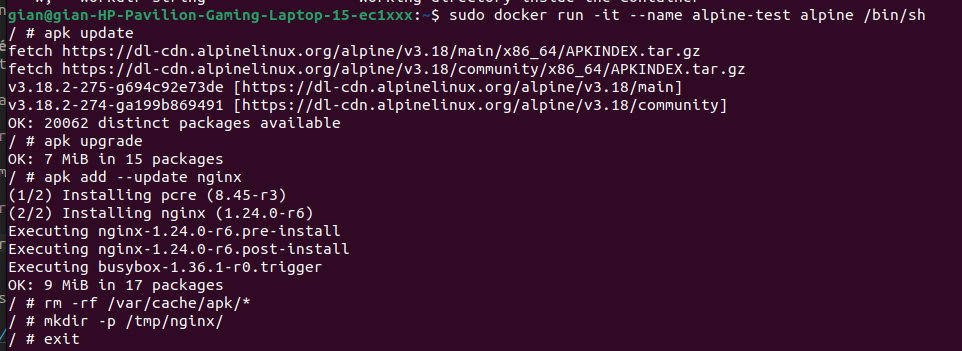 gian@gian-HP-Pavilion-Gaming-Laptop-15-ec1xxx:~$ sudo docker run -it --name alpine-test alpine /bin/sh
/ # apk update
fetch https://dl-cdn.alpinelinux.org/alpine/v3.18/main/x86_64/APKINDEX.tar.gz
fetch https://dl-cdn.alpinelinux.org/alpine/v3.18/community/x86_64/APKINDEX.tar.gz
v3.18.2-275-g694c92e73de [https://dl-cdn.alpinelinux.org/alpine/v3.18/main]
v3.18.2-274-ga199b869491 [https://dl-cdn.alpinelinux.org/alpine/v3.18/community]
OK: 20062 distinct packages available
/ # apk upgrade
OK: 7 MiB in 15 packages
/ # apk add --update nginx
(1/2) Installing pcre (8.45-r3)
(2/2) Installing nginx (1.24.0-r6)
Executing nginx-1.24.0-r6.pre-install
Executing nginx-1.24.0-r6.post-install
Executing busybox-1.36.1-r0.trigger
OK: 9 MiB in 17 packages
/ # rm -rf /var/cache/apk/*
/ # mkdir -p /tmp/nginx/
/ # exit